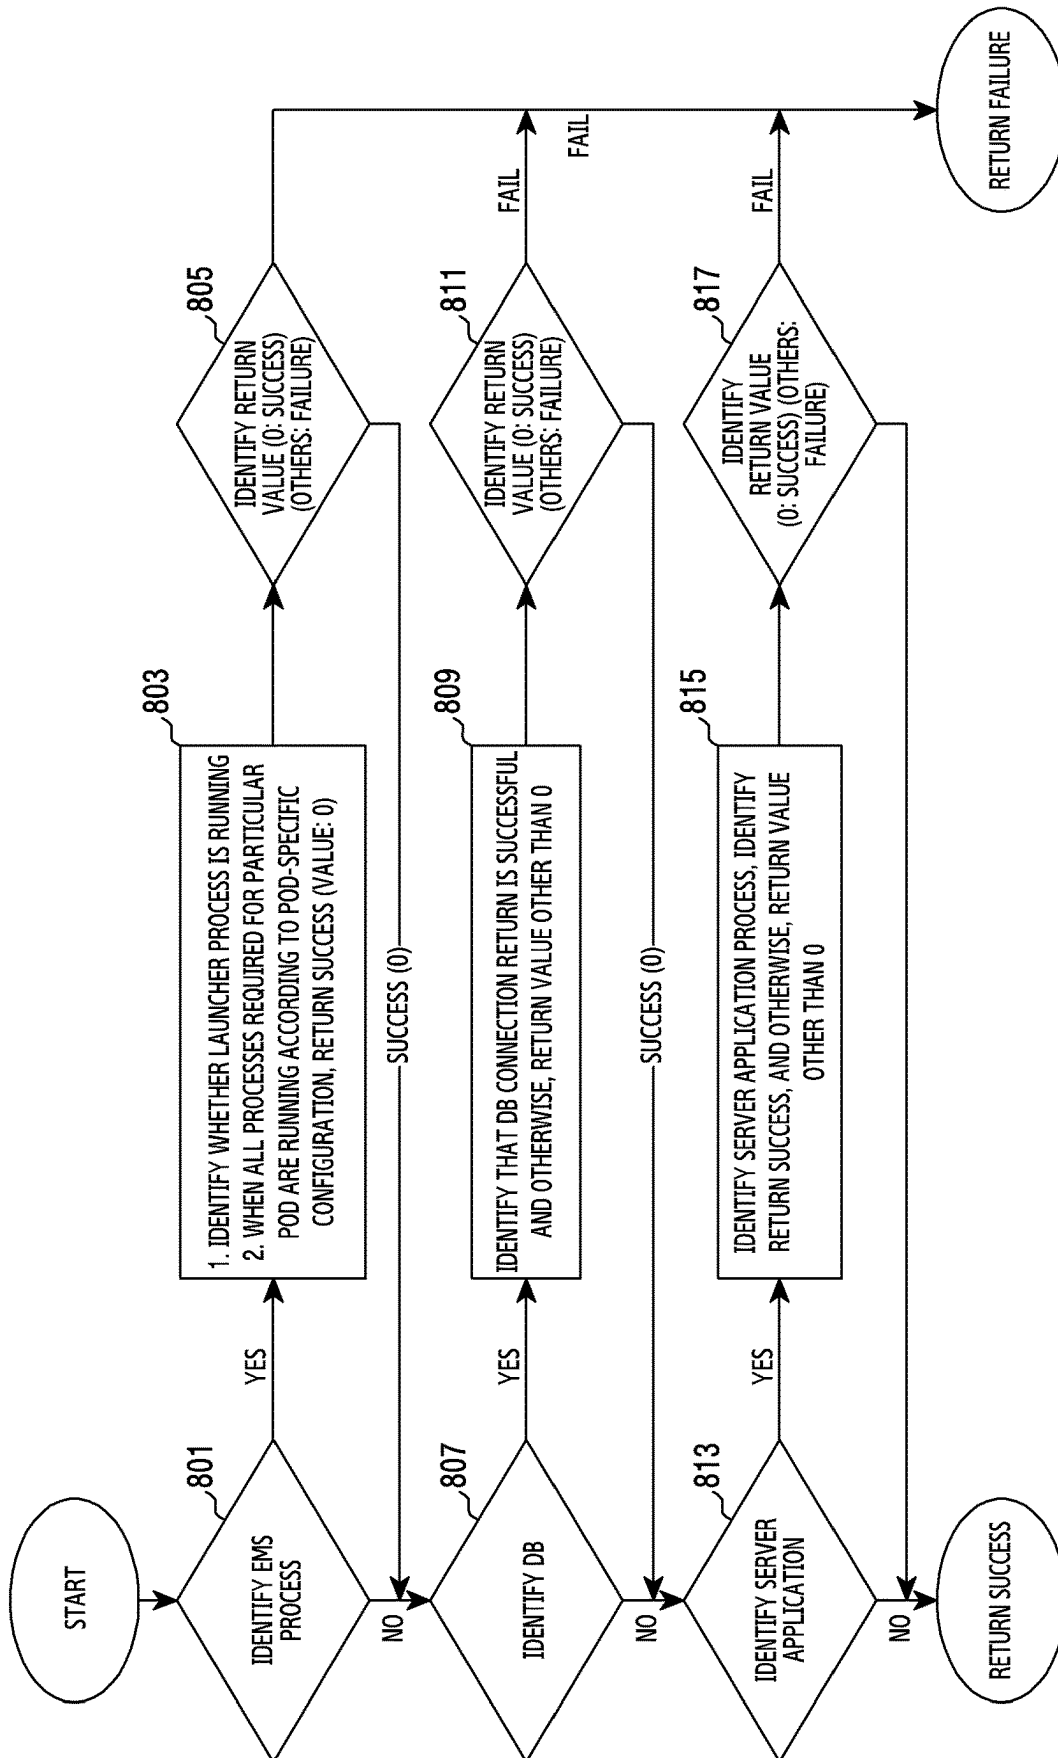 START
801
IDENTIFY EMS
PROCESS
YES
NO
803
1. IDENTIFY WHETHER LAUNCHER PROCESS IS RUNNING
2. WHEN ALL PROCESSES REQUIRED FOR PARTICULAR
POD ARE RUNNING ACCORDING TO POD-SPECIFIC
CONFIGURATION, RETURN SUCCESS (VALUE: 0)
805
IDENTIFY RETURN
VALUE (0: SUCCESS)
(OTHERS: FAILURE)
SUCCESS (0)
807
IDENTIFY DB
YES
NO
809
IDENTIFY THAT DB CONNECTION RETURN IS SUCCESSFUL
AND OTHERWISE, RETURN VALUE OTHER THAN 0
811
IDENTIFY RETURN
VALUE (0: SUCCESS)
(OTHERS: FAILURE)
FAIL
FAIL
SUCCESS (0)
813
IDENTIFY SERVER
APPLICATION
YES
NO
815
IDENTIFY SERVER APPLICATION PROCESS, IDENTIFY
RETURN SUCCESS, AND OTHERWISE, RETURN VALUE
OTHER THAN 0
817
IDENTIFY
RETURN VALUE
(0: SUCCESS) (OTHERS:
FAILURE)
FAIL
RETURN SUCCESS
RETURN FAILURE